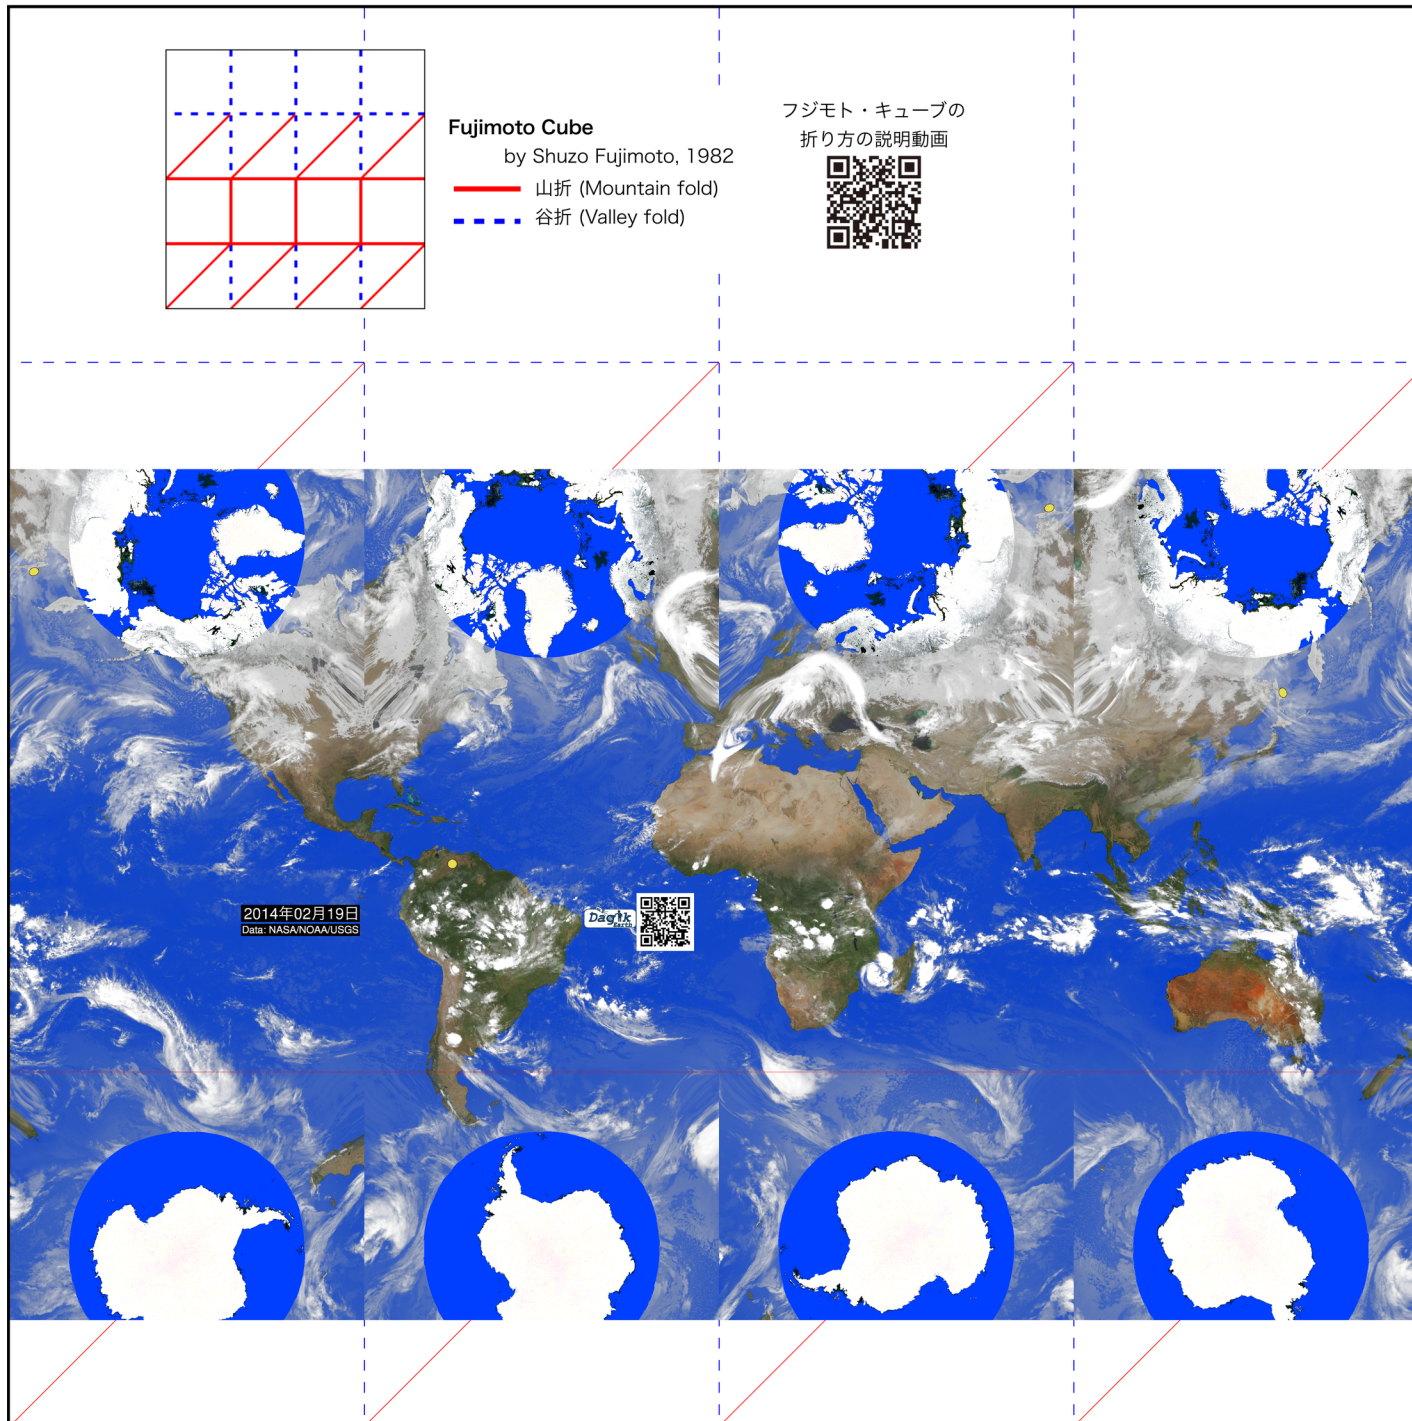 Fujimoto Cube
by Shuzo Fujimoto, 1982
山折 (Mountain fold)
谷折 (Valley fold)
フジモト・キューブの
折り方の説明動画
2014年02月19日
Data: NASA/NOAA/USGS
Dagik
Earth